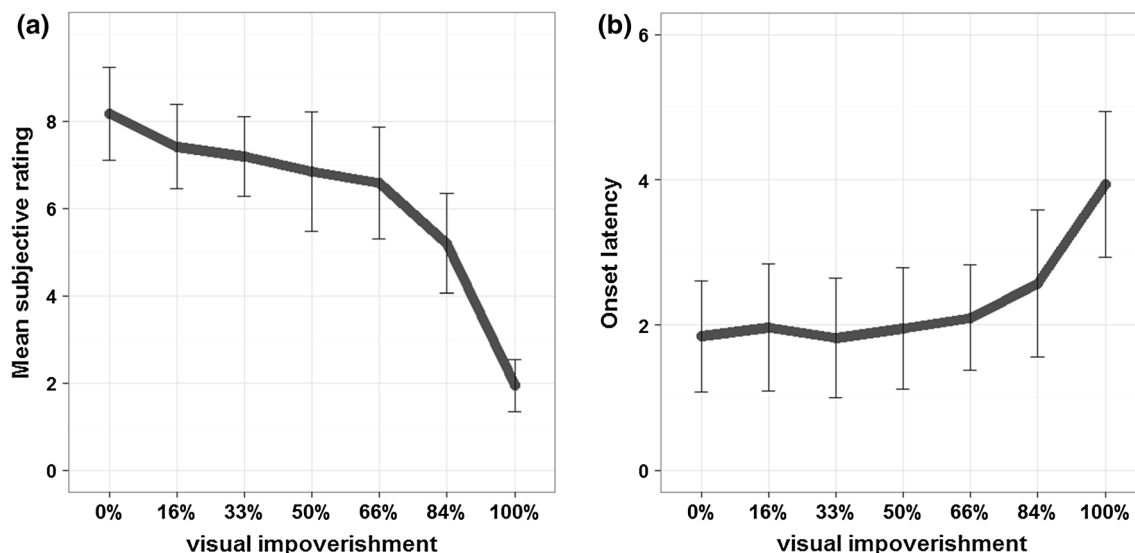 (a)
Mean subjective rating
8
6
4
2
0
0% 16% 33% 50% 66% 84% 100%
visual impoverishment
(b)
Onset latency
6
4
2
0
0% 16% 33% 50% 66% 84% 100%
visual impoverishment